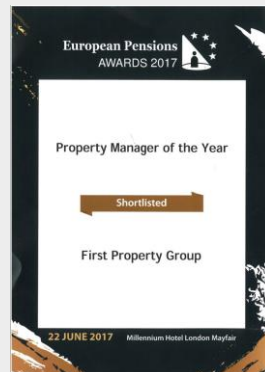 European Pensions
AWARDS 2017
Property Manager of the Year
Shortlisted
First Property Group
22 JUNE 2017 Millennium Hotel London Mayfair